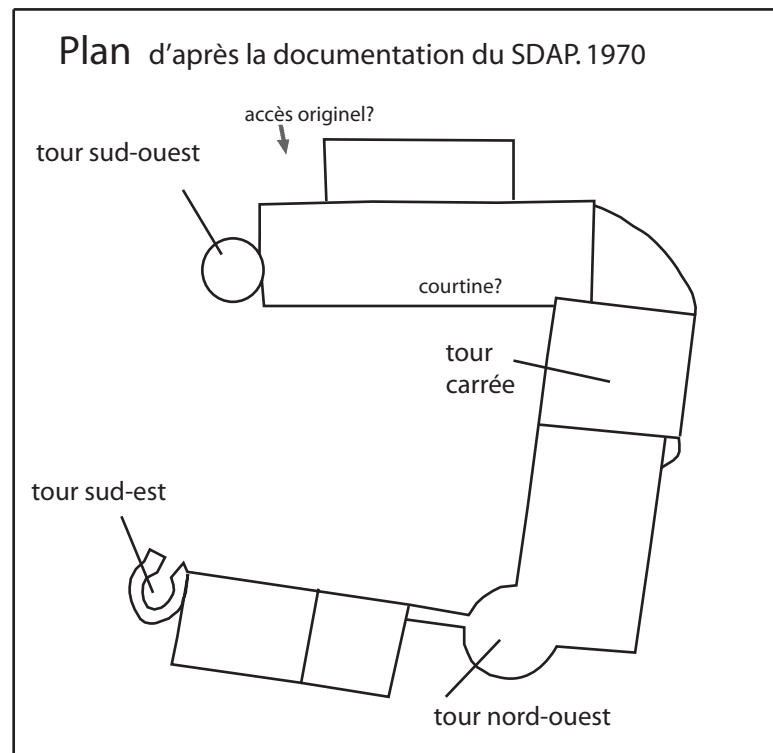 Plan d'après la documentation du SDAP. 1970
accès originel?
tour sud-ouest
courtine?
tour
carrée
tour sud-est
tour nord-ouest